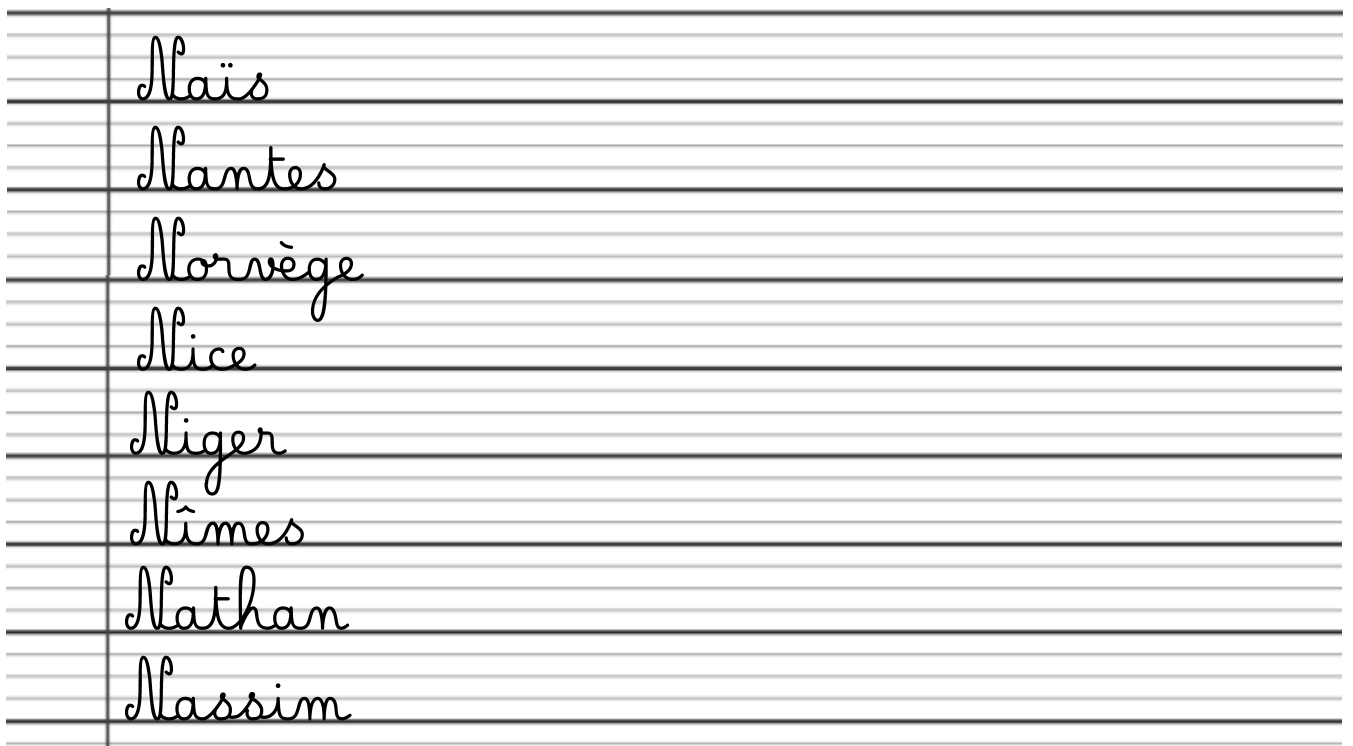 Naïs
Nantes
Norvège
Nice
Niger
Nîmes
Nathan
Nassim